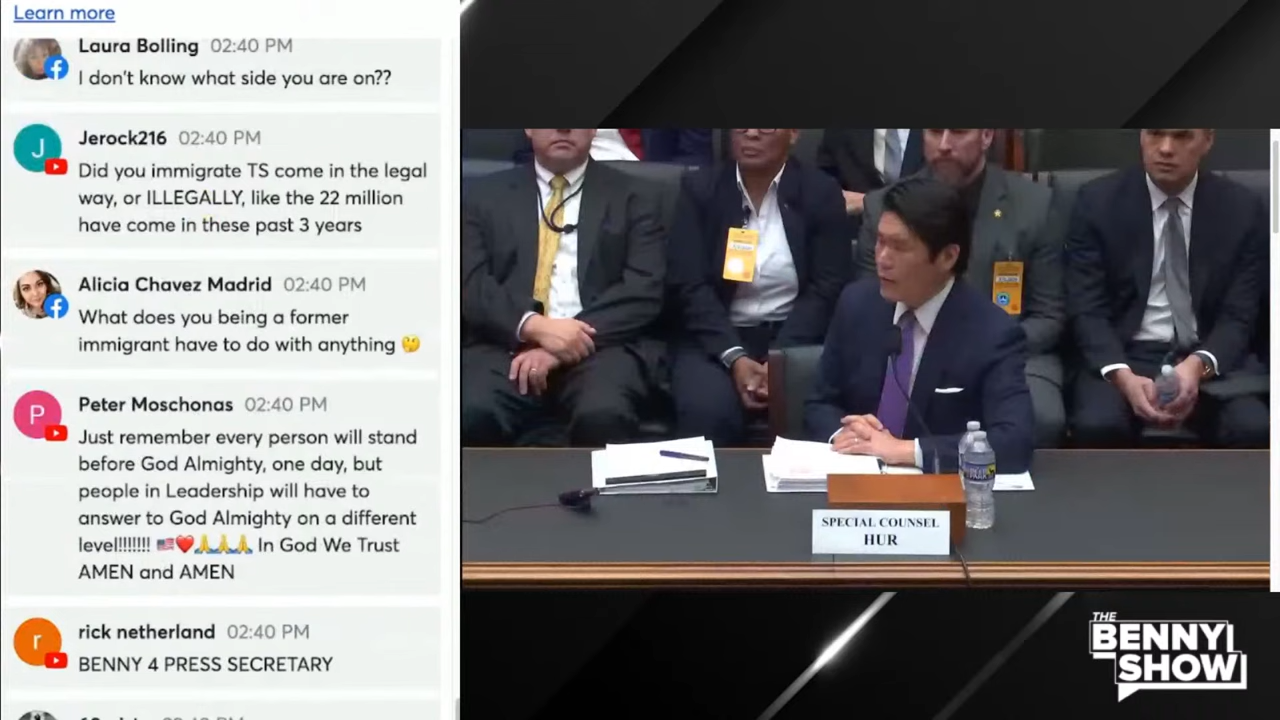 Learn more
Laura Bolling 02:40 PM
I don't know what side you are on??
Jerock216 02:40 PM
J
Did you immigrate TS come in the legal
way, or ILLEGALLY, like the 22 million
have come in these past 3 years
Alicia Chavez Madrid 02:40 PM
What does you being a former
immigrant have to do with anything 🤔
Peter Moschonas 02:40 PM
P
Just remember every person will stand
before God Almighty, one day, but
people in Leadership will have to
answer to God Almighty on a different
level!!!!!!! 🇺🇸❤️🙏🙏🙏 In God We Trust
AMEN and AMEN
rick netherland 02:40 PM
r
BENNY 4 PRESS SECRETARY
SPECIAL COUNSEL
HUR
THE
BENNY
SHOW